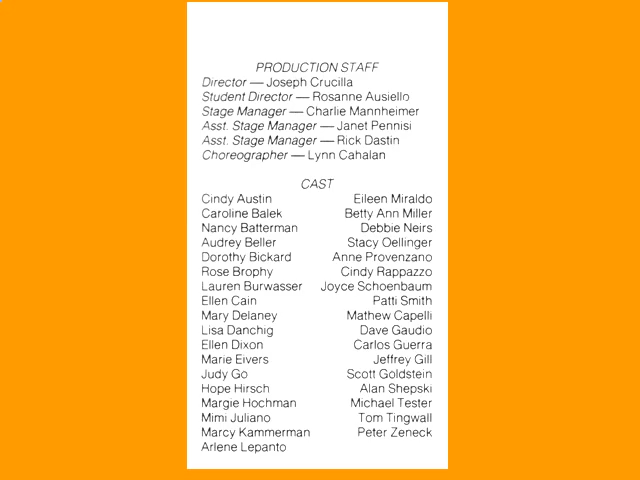 PRODUCTION STAFF
Director — Joseph Crucilla
Student Director — Rosanne Ausiello
Stage Manager — Charlie Mannheimer
Asst. Stage Manager — Janet Pennisi
Asst. Stage Manager — Rick Dastin
Choreographer — Lynn Cahalan
CAST
Cindy Austin Eileen Miraldo
Caroline Balek Betty Ann Miller
Nancy Batterman Debbie Neirs
Audrey Beller Stacy Oellinger
Dorothy Bickard Anne Provenzano
Rose Brophy Cindy Rappazzo
Lauren Burwasser Joyce Schoenbaum
Ellen Cain Patti Smith
Mary Delaney Mathew Capelli
Lisa Danchig Dave Gaudio
Ellen Dixon Carlos Guerra
Marie Eivers Jeffrey Gill
Judy Go Scott Goldstein
Hope Hirsch Alan Shepski
Margie Hochman Michael Tester
Mimi Juliano Tom Tingwall
Marcy Kammerman Peter Zeneck
Arlene Lepanto